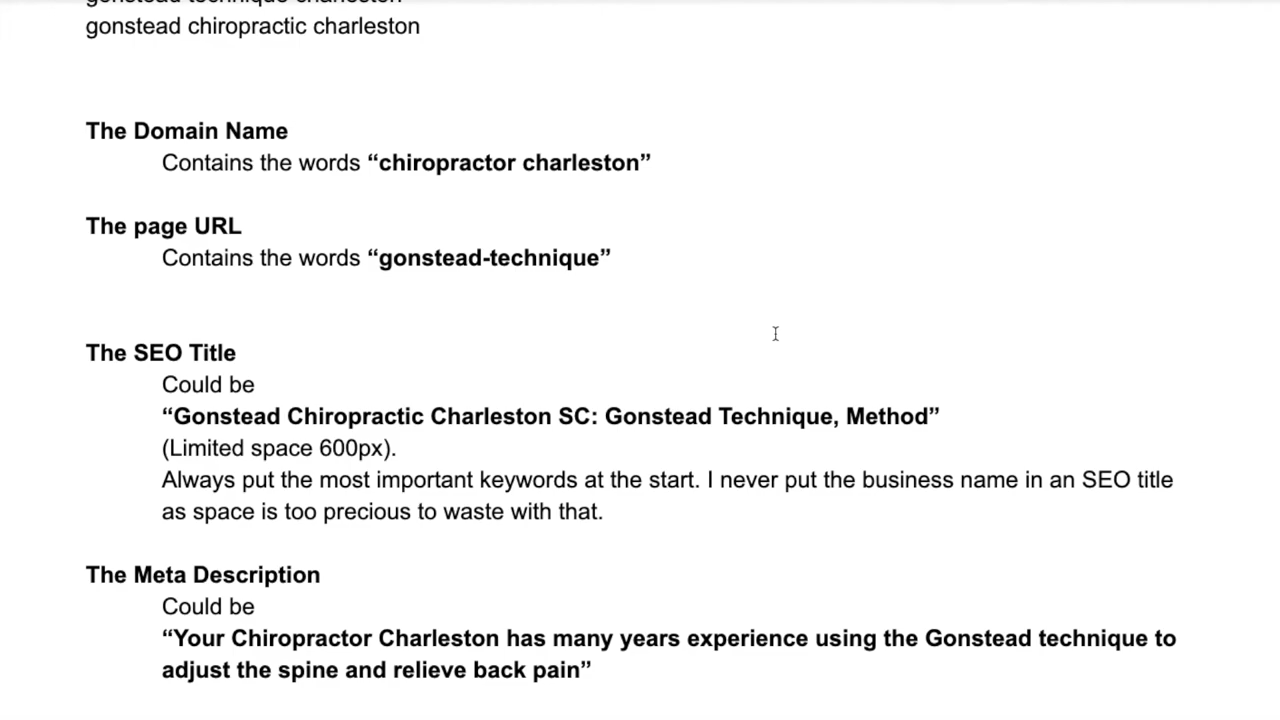 gonstead technique charleston
gonstead chiropractic charleston
The Domain Name
Contains the words “chiropractor charleston”
The page URL
Contains the words “gonstead-technique”
The SEO Title
Could be
“Gonstead Chiropractic Charleston SC: Gonstead Technique, Method”
(Limited space 600px).
Always put the most important keywords at the start. I never put the business name in an SEO title
as space is too precious to waste with that.
The Meta Description
Could be
“Your Chiropractor Charleston has many years experience using the Gonstead technique to
adjust the spine and relieve back pain”